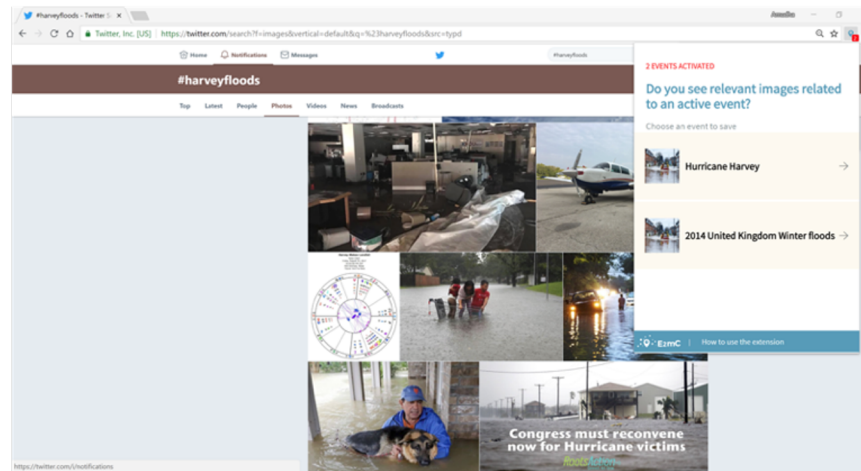 #harveyfloods - Twitter S
Amelia
Twitter, Inc. [US] | https://twitter.com/search?f=images&vertical=default&q=%23harveyfloods&src=typd
Home Notifications Messages
#harveyfloods
#harveyfloods
Top Latest People Photos Videos News Broadcasts
2 EVENTS ACTIVATED
Do you see relevant images related
to an active event?
Choose an event to save
Hurricane Harvey
2014 United Kingdom Winter floods
E2mC | How to use the extension
Congress must reconvene
now for Hurricane victims
RootsAction
https://twitter.com/i/notifications